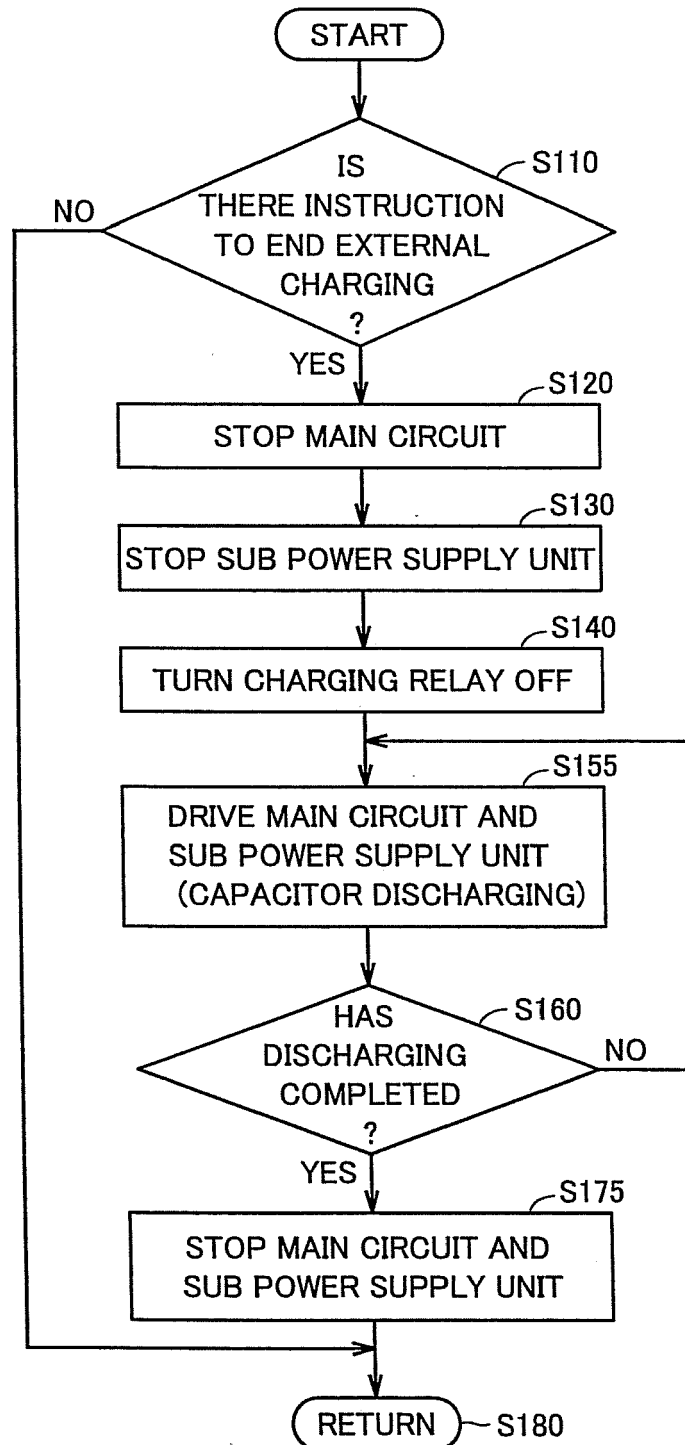 START
S110
IS
THERE INSTRUCTION
TO END EXTERNAL
CHARGING
?
NO
YES
S120
STOP MAIN CIRCUIT
S130
STOP SUB POWER SUPPLY UNIT
S140
TURN CHARGING RELAY OFF
S155
DRIVE MAIN CIRCUIT AND
SUB POWER SUPPLY UNIT
(CAPACITOR DISCHARGING)
S160
HAS
DISCHARGING
COMPLETED
?
NO
YES
S175
STOP MAIN CIRCUIT AND
SUB POWER SUPPLY UNIT
RETURN
S180